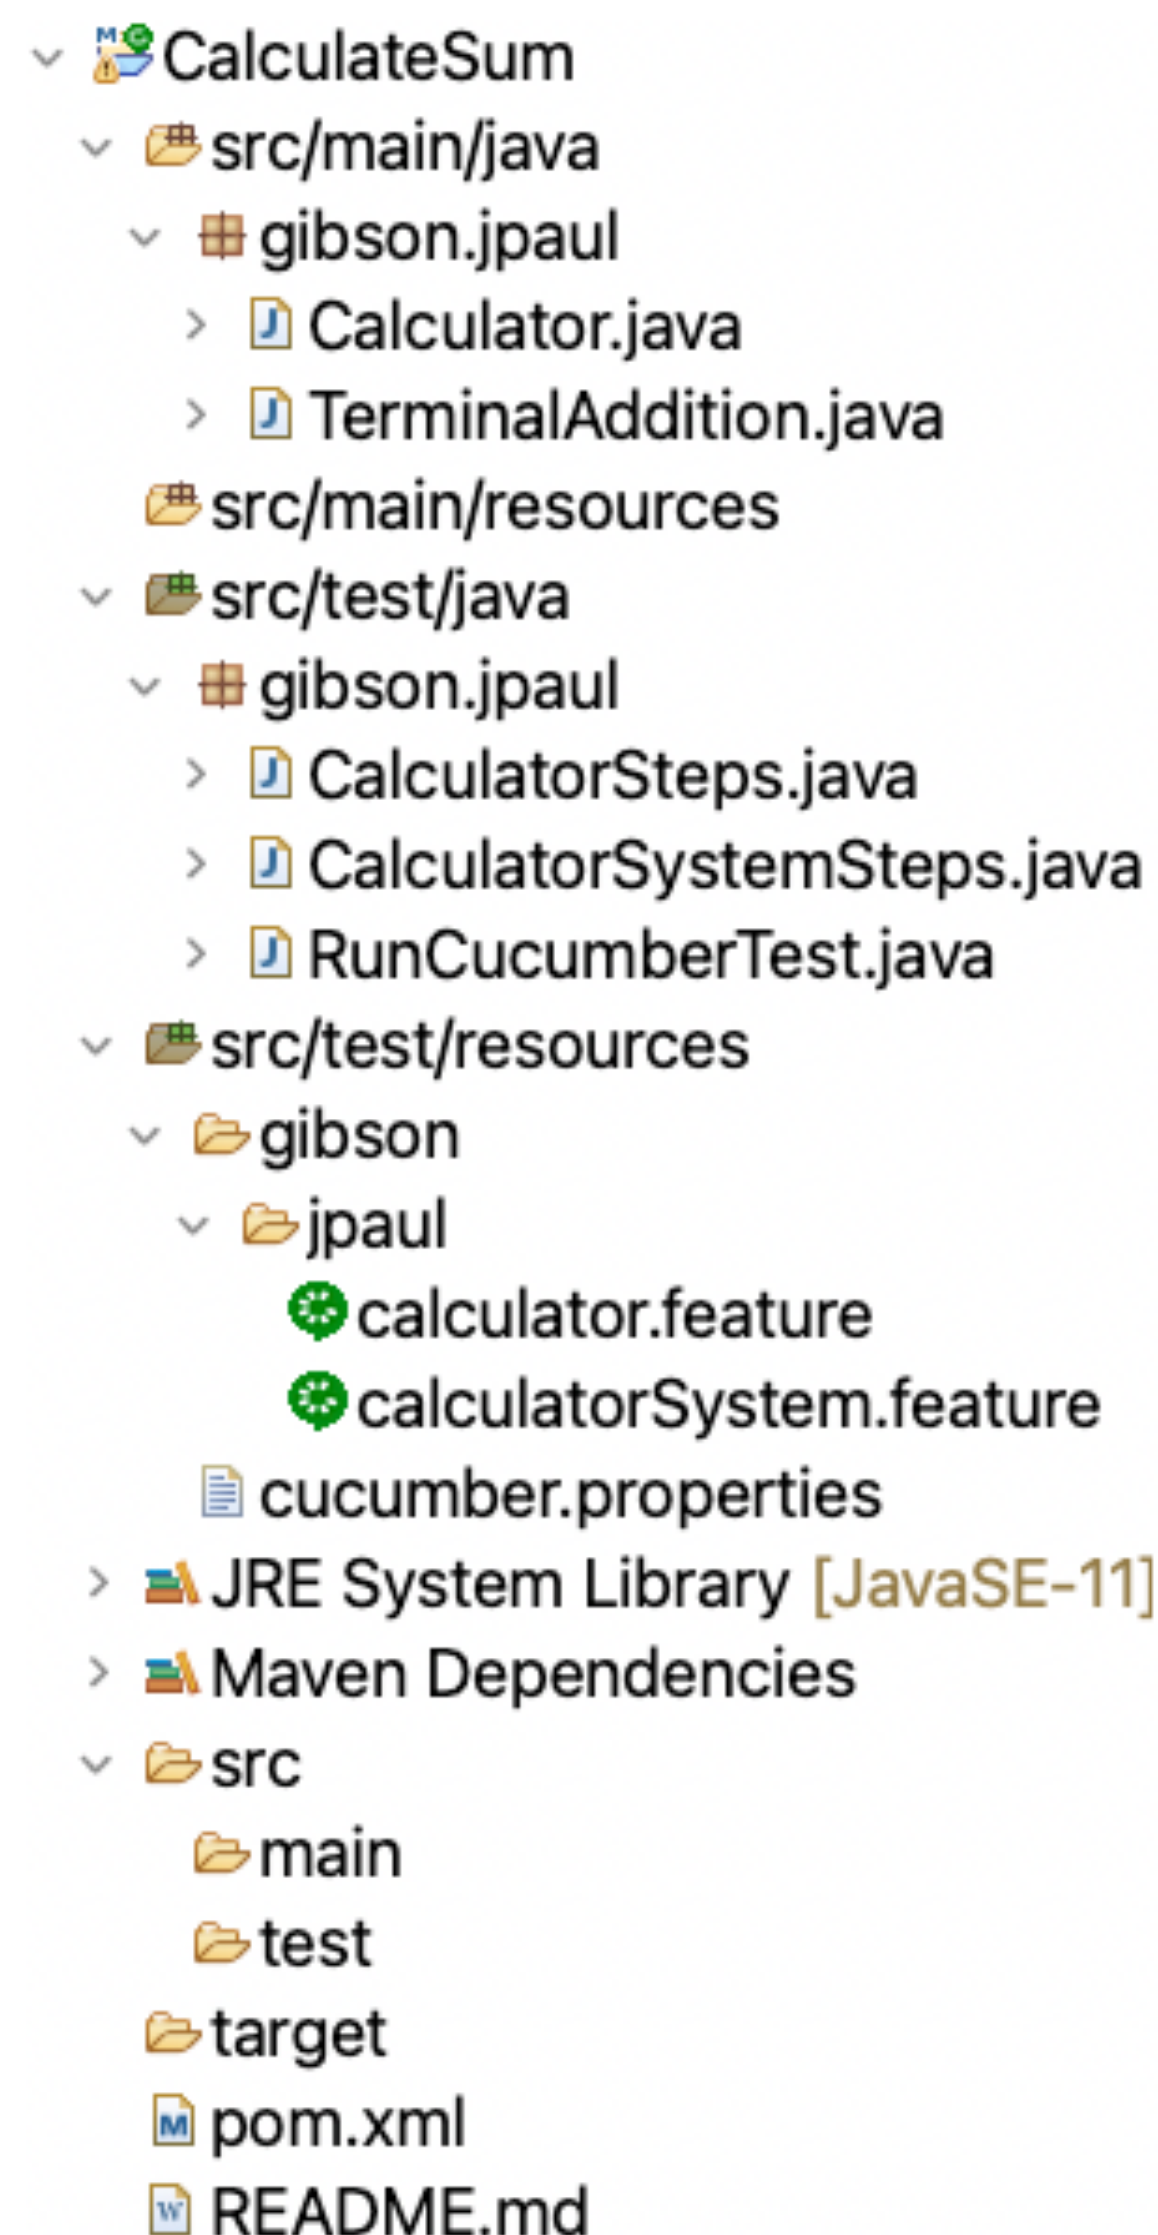 CalculateSum
src/main/java
gibson.jpaul
Calculator.java
TerminalAddition.java
src/main/resources
src/test/java
gibson.jpaul
CalculatorSteps.java
CalculatorSystemSteps.java
RunCucumberTest.java
src/test/resources
gibson
jpaul
calculator.feature
calculatorSystem.feature
cucumber.properties
JRE System Library [JavaSE-11]
Maven Dependencies
src
main
test
target
pom.xml
README.md